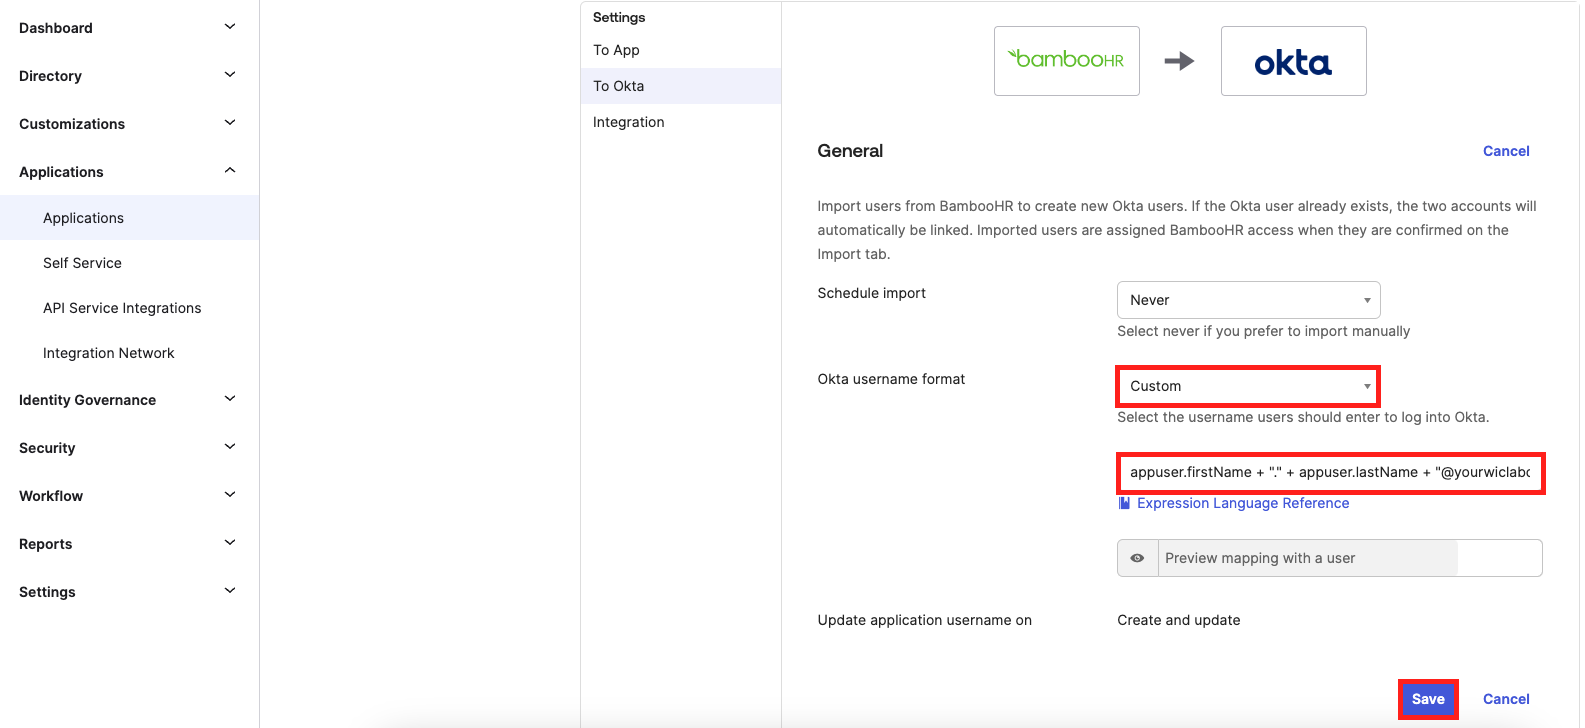 Dashboard
Directory
Customizations
Applications
Applications
Self Service
API Service Integrations
Integration Network
Identity Governance
Security
Workflow
Reports
Settings
Settings
To App
To Okta
Integration
bambooHR
okta
General
Cancel
Import users from BambooHR to create new Okta users. If the Okta user already exists, the two accounts will
automatically be linked. Imported users are assigned BambooHR access when they are confirmed on the
Import tab.
Schedule import
Never
Select never if you prefer to import manually
Okta username format
Custom
Select the username users should enter to log into Okta.
appuser.firstName + "." + appuser.lastName + "@yourwiclab
Expression Language Reference
Preview mapping with a user
Update application username on
Create and update
Save
Cancel